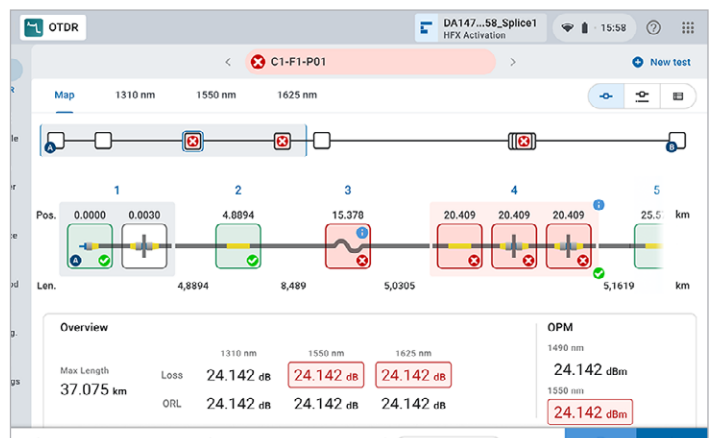 OTDR
DA147...58_Splice1
HFX Activation
15:58
C1-F1-P01
New test
Map 1310 nm 1550 nm 1625 nm
A B
1 2 3 4 5
Pos. 0.0000 0.0030 4.8894 15.378 20.409 20.409 20.409 25.5 km
A
Len. 4,8894 8,489 5,0305 5,1619 km
Overview
1310 nm 1550 nm 1625 nm
Max Length
37.075 km
Loss 24.142 dB 24.142 dB 24.142 dB
ORL 24.142 dB 24.142 dB 24.142 dB
OPM
1490 nm
24.142 dBm
1550 nm
24.142 dBm